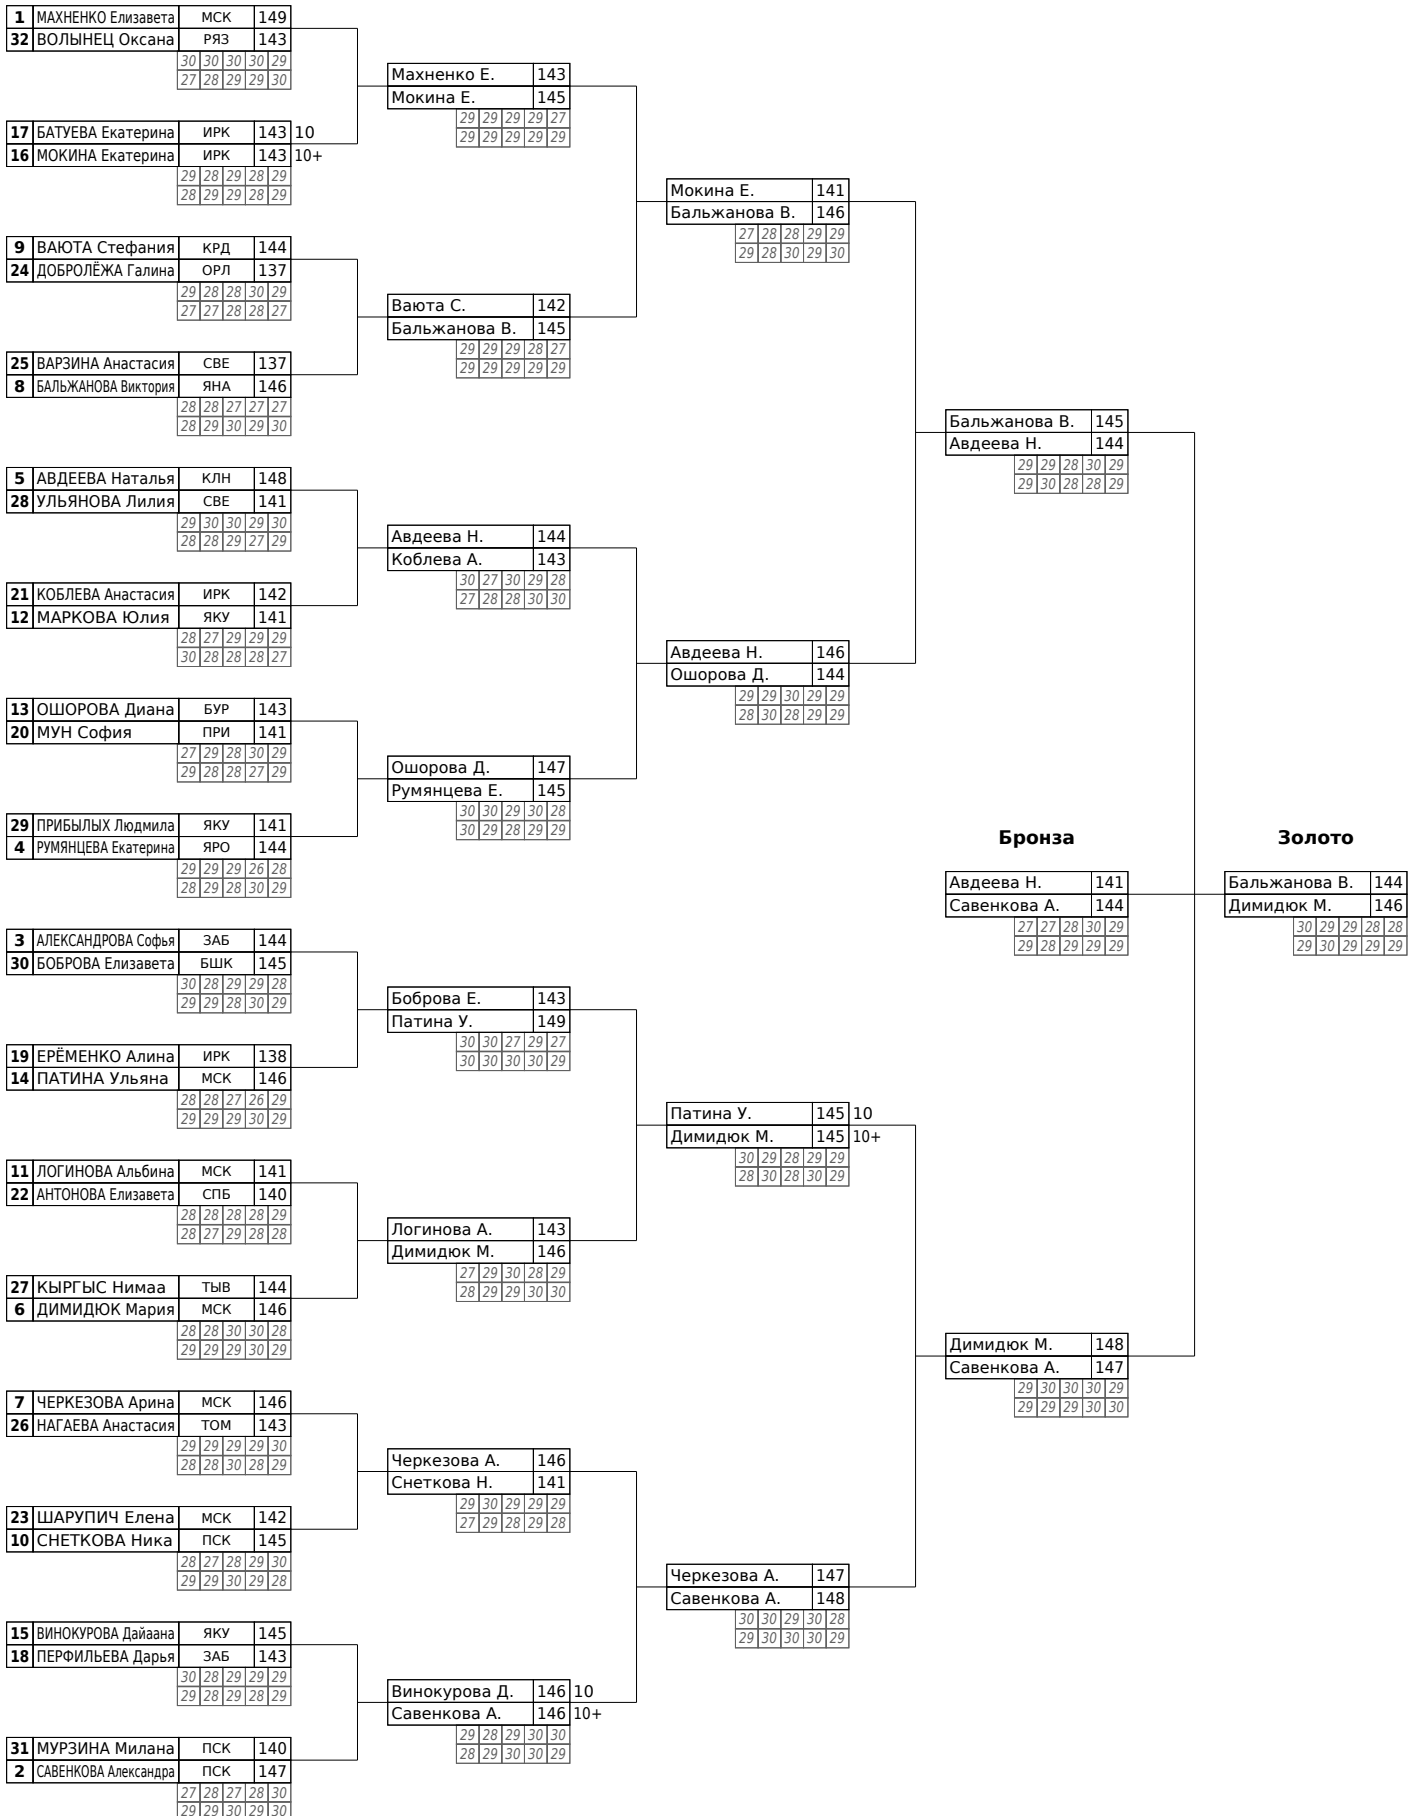 1 МАХНЕНКО Елизавета МСК 149
32 ВОЛЫНЕЦ Оксана РЯЗ 143
30 30 30 30 29
27 28 29 29 30
Махненко Е. 143
Мокина Е. 145
29 29 29 29 27
29 29 29 29 29
17 БАТУЕВА Екатерина ИРК 143 10
16 МОКИНА Екатерина ИРК 143 10+
29 28 29 28 29
28 29 29 28 29
Мокина Е. 141
Бальжанова В. 146
27 28 28 29 29
29 28 30 29 30
9 ВАЮТА Стефания КРД 144
24 ДОБРОЛЁЖА Галина ОРЛ 137
29 28 28 30 29
27 27 28 28 27
Ваюта С. 142
Бальжанова В. 145
29 29 29 28 27
29 29 29 29 29
25 ВАРЗИНА Анастасия СВЕ 137
8 БАЛЬЖАНОВА Виктория ЯНА 146
28 28 27 27 27
28 29 30 29 30
Бальжанова В. 145
Авдеева Н. 144
29 29 28 30 29
29 30 28 28 29
5 АВДЕЕВА Наталья КЛН 148
28 УЛЬЯНОВА Лилия СВЕ 141
29 30 30 29 30
28 28 29 27 29
Авдеева Н. 144
Коблева А. 143
30 27 30 29 28
27 28 28 30 30
21 КОБЛЕВА Анастасия ИРК 142
12 МАРКОВА Юлия ЯКУ 141
28 27 29 29 29
30 28 28 28 27
Авдеева Н. 146
Ошорова Д. 144
29 29 30 29 29
28 30 28 29 29
13 ОШОРОВА Диана БУР 143
20 МУН София ПРИ 141
27 29 28 30 29
29 28 28 27 29
Ошорова Д. 147
Румянцева Е. 145
30 30 29 30 28
30 29 28 29 29
29 ПРИБЫЛЫХ Людмила ЯКУ 141
4 РУМЯНЦЕВА Екатерина ЯРО 144
29 29 29 26 28
28 29 28 30 29
Бронза
Золото
Авдеева Н. 141
Савенкова А. 144
27 27 28 30 29
29 28 29 29 29
Бальжанова В. 144
Димидюк М. 146
30 29 29 28 28
29 30 29 29 29
3 АЛЕКСАНДРОВА Софья ЗАБ 144
30 БОБРОВА Елизавета БШК 145
30 28 29 29 28
29 29 28 30 29
Боброва Е. 143
Патина У. 149
30 30 27 29 27
30 30 30 30 29
19 ЕРЁМЕНКО Алина ИРК 138
14 ПАТИНА Ульяна МСК 146
28 28 27 26 29
29 29 29 30 29
Патина У. 145 10
Димидюк М. 145 10+
30 29 28 29 29
28 30 28 30 29
11 ЛОГИНОВА Альбина МСК 141
22 АНТОНОВА Елизавета СПБ 140
28 28 28 28 29
28 27 29 28 28
Логинова А. 143
Димидюк М. 146
27 29 30 28 29
28 29 29 30 30
27 КЫРГЫС Нимаа ТЫВ 144
6 ДИМИДЮК Мария МСК 146
28 28 30 30 28
29 29 29 30 29
Димидюк М. 148
Савенкова А. 147
29 30 30 30 29
29 29 29 30 30
7 ЧЕРКЕЗОВА Арина МСК 146
26 НАГАЕВА Анастасия ТОМ 143
29 29 29 29 30
28 28 30 28 29
Черкезова А. 146
Снеткова Н. 141
29 30 29 29 29
27 29 28 29 28
23 ШАРУПИЧ Елена МСК 142
10 СНЕТКОВА Ника ПСК 145
28 27 28 29 30
29 29 30 29 28
Черкезова А. 147
Савенкова А. 148
30 30 29 30 28
29 30 30 30 29
15 ВИНОКУРОВА Дайаана ЯКУ 145
18 ПЕРФИЛЬЕВА Дарья ЗАБ 143
30 28 29 29 29
29 28 29 28 29
Винокурова Д. 146 10
Савенкова А. 146 10+
29 28 29 30 30
28 29 30 30 29
31 МУРЗИНА Милана ПСК 140
2 САВЕНКОВА Александра ПСК 147
27 28 27 28 30
29 29 30 29 30